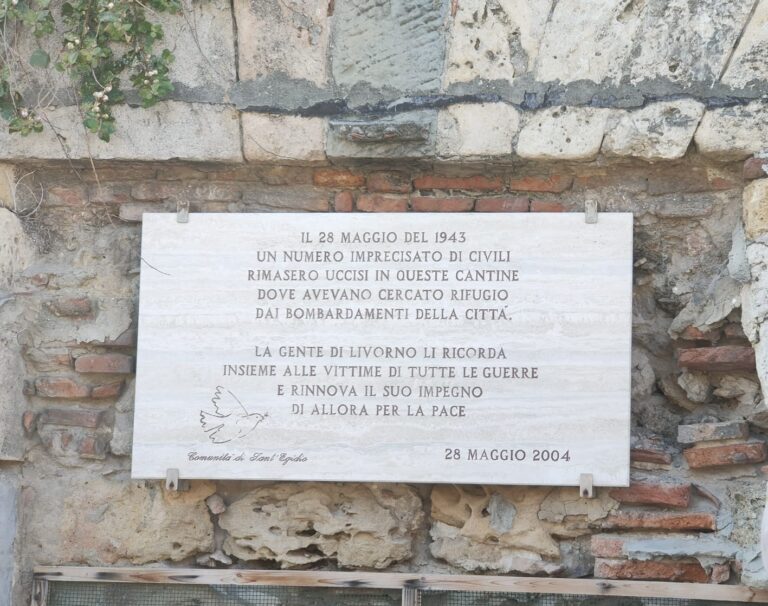 IL 28 MAGGIO DEL 1943
UN NUMERO IMPRECISATO DI CIVILI
RIMASERO UCCISI IN QUESTE CANTINE
DOVE AVEVANO CERCATO RIFUGIO
DAI BOMBARDAMENTI DELLA CITTÁ.
LA GENTE DI LIVORNO LI RICORDA
INSIEME ALLE VITTIME DI TUTTE LE GUERRE
E RINNOVA IL SUO IMPEGNO
DI ALLORA PER LA PACE
Comunità di Sant'Egidio
28 MAGGIO 2004